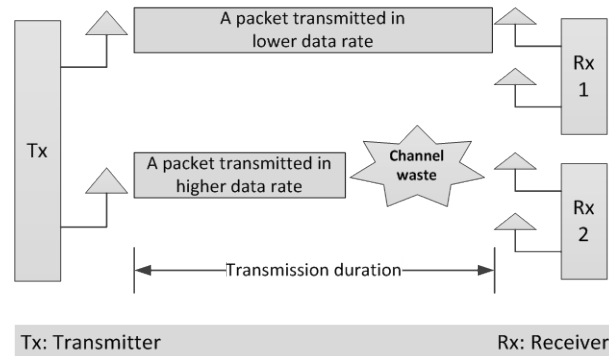 A packet transmitted in
lower data rate
Rx
1
Tx
A packet transmitted in
higher data rate
Channel
waste
Rx
2
Transmission duration
Tx: Transmitter
Rx: Receiver